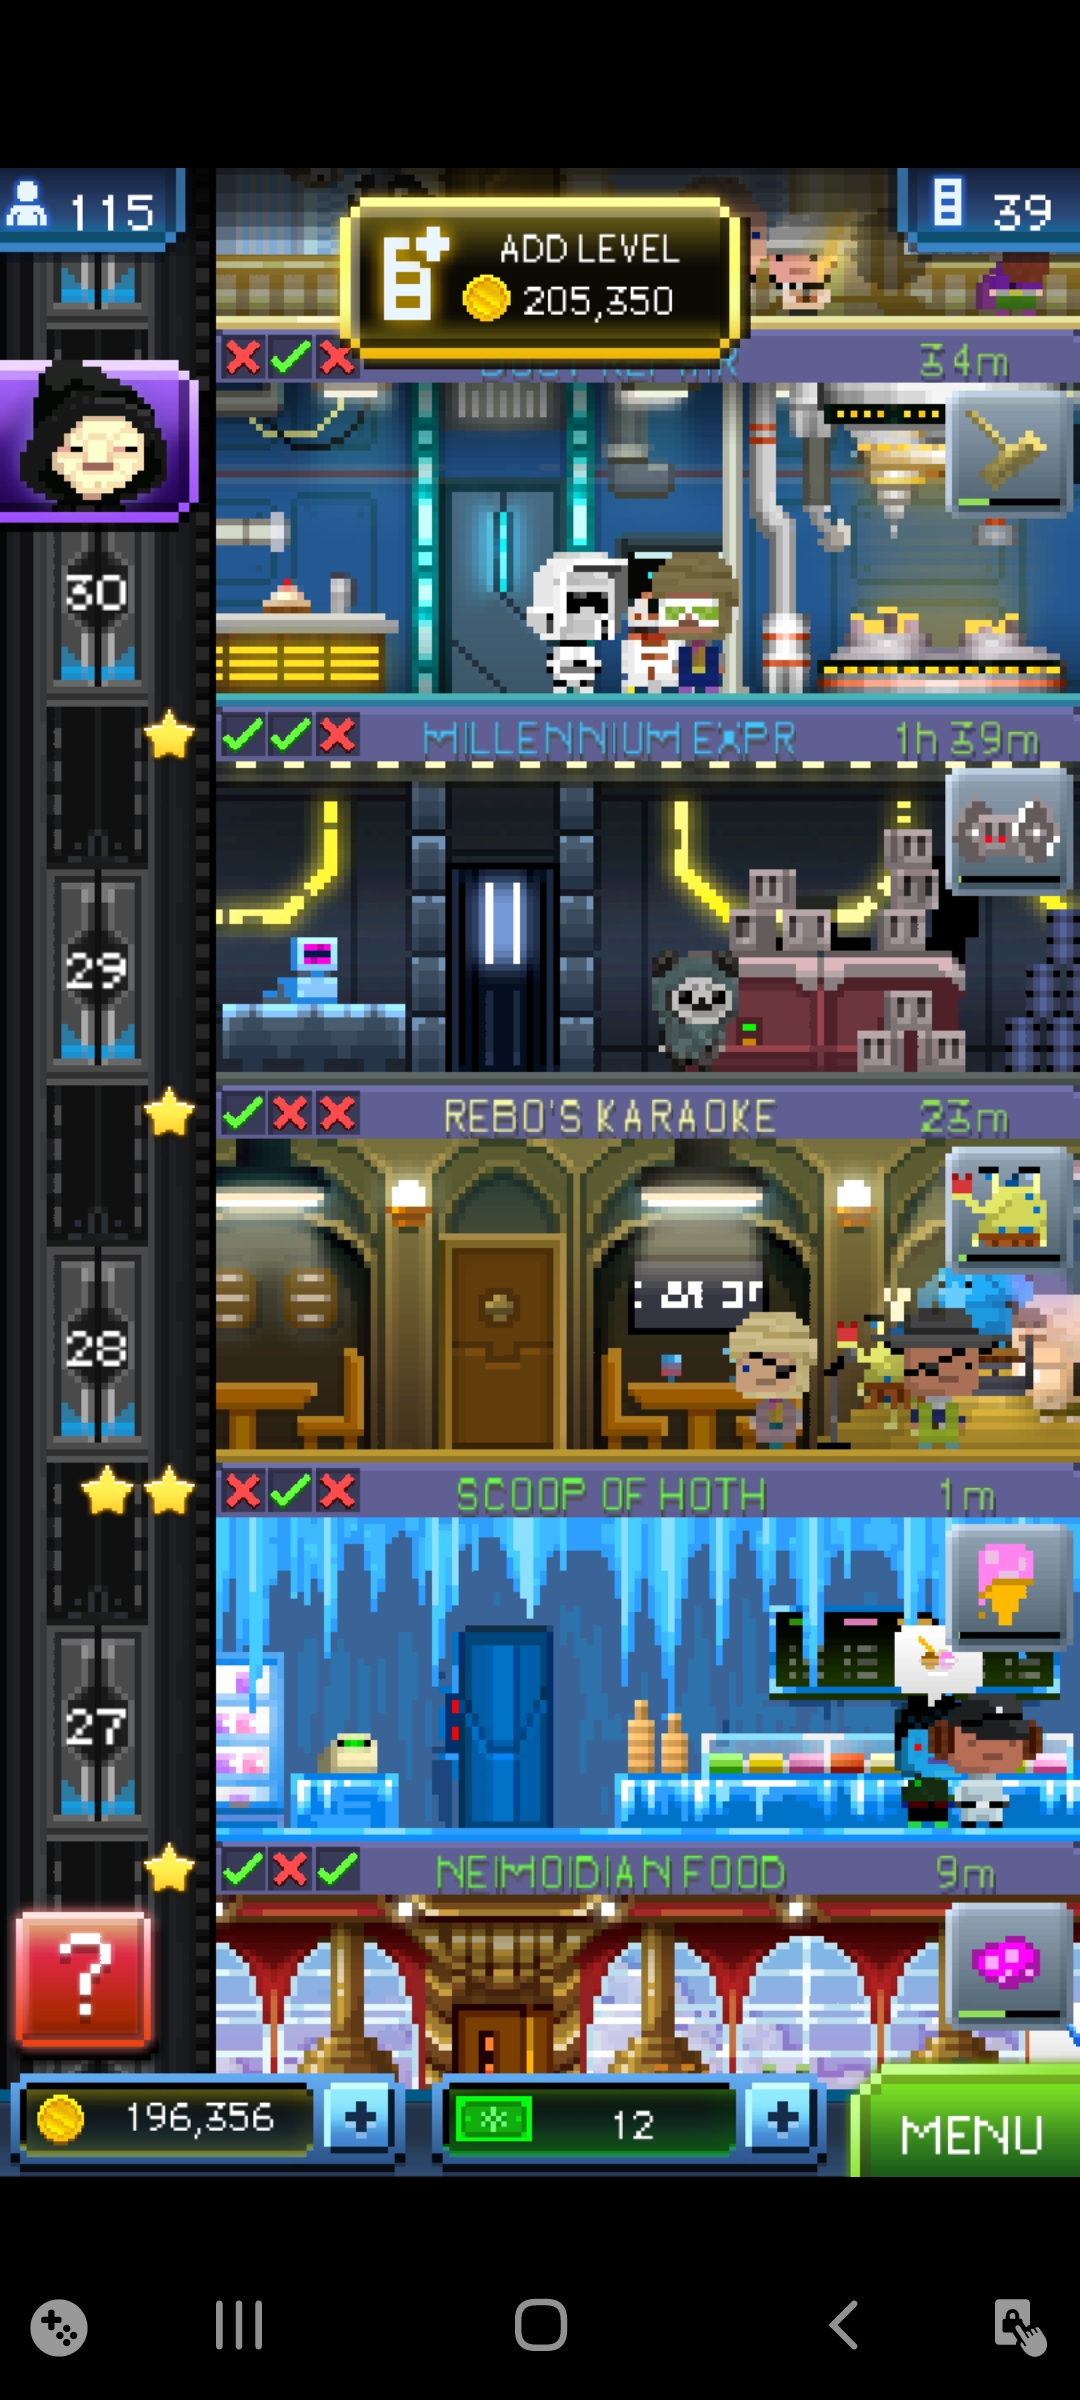 115
39
ADD LEVEL
205,350
34m
30
MILLENNIUM EXPR
1h 39m
29
REBO'S KARAOKE
23m
28
SCOOP OF HOTH
1m
27
NEIMOIDIAN FOOD
9m
?
196,356
12
MENU